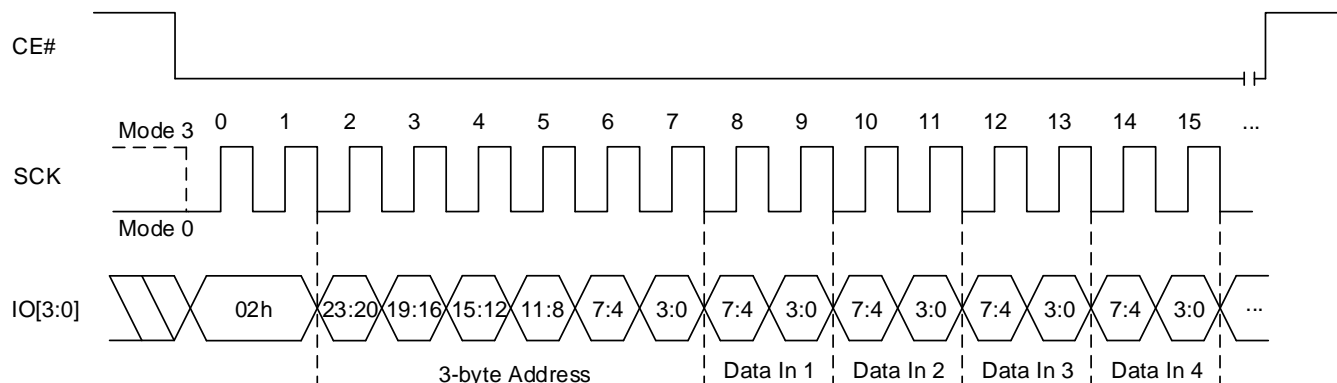 CE#
0 1 2 3 4 5 6 7 8 9 10 11 12 13 14 15 ...
Mode 3
SCK
Mode 0
IO[3:0] 02h 23:20 19:16 15:12 11:8 7:4 3:0 7:4 3:0 7:4 3:0 7:4 3:0 7:4 3:0 ...
3-byte Address Data In 1 Data In 2 Data In 3 Data In 4